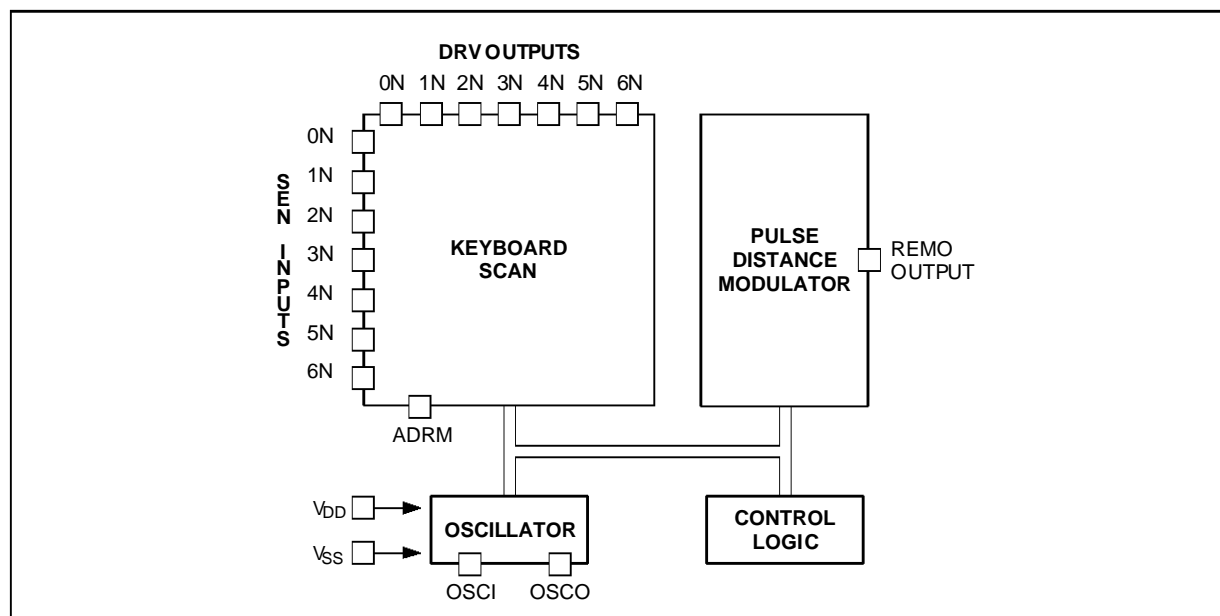 DRV OUTPUTS
0N 1N 2N 3N 4N 5N 6N
SEN INPUTS
0N
1N
2N
3N
4N
5N
6N
KEYBOARD
SCAN
ADRM
PULSE
DISTANCE
MODULATOR
REMO
OUTPUT
VDD
VSS
OSCILLATOR
OSCI OSCO
CONTROL
LOGIC